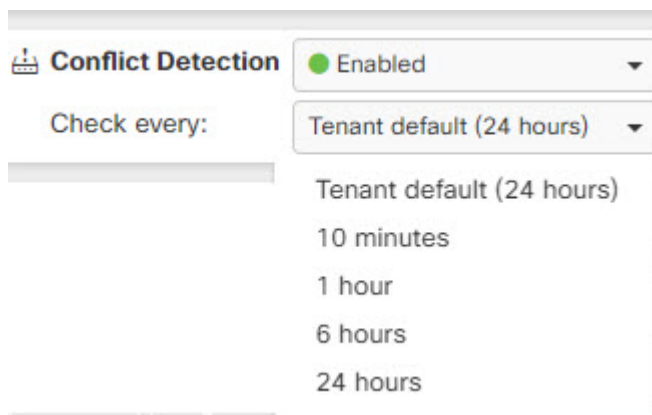 Conflict Detection Enabled
Check every: Tenant default (24 hours)
Tenant default (24 hours)
10 minutes
1 hour
6 hours
24 hours